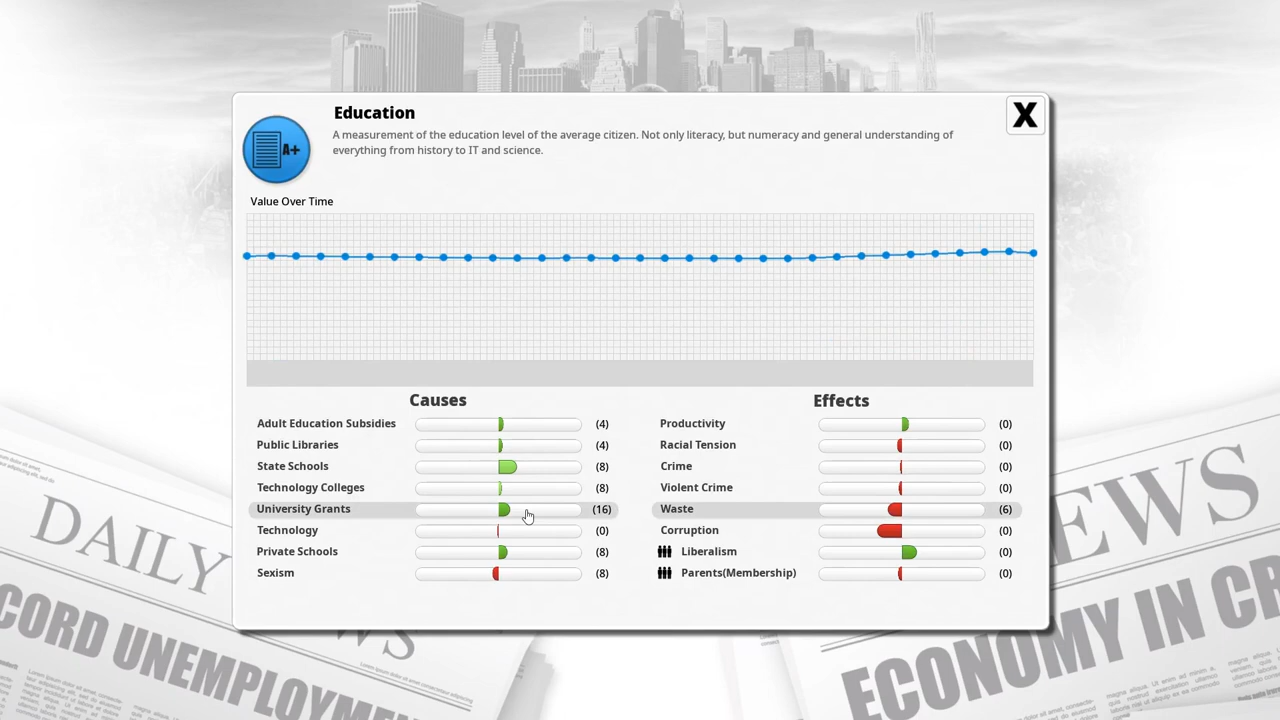 Education
A measurement of the education level of the average citizen. Not only literacy, but numeracy and general understanding of
everything from history to IT and science.
A+
X
Value Over Time
Causes
Adult Education Subsidies (4)
Public Libraries (4)
State Schools (8)
Technology Colleges (8)
University Grants (16)
Technology (0)
Private Schools (8)
Sexism (8)
Effects
Productivity (0)
Racial Tension (0)
Crime (0)
Violent Crime (0)
Waste (6)
Corruption (0)
Liberalism (0)
Parents(Membership) (0)
DAILY
NEWS
ECONOMY IN CR